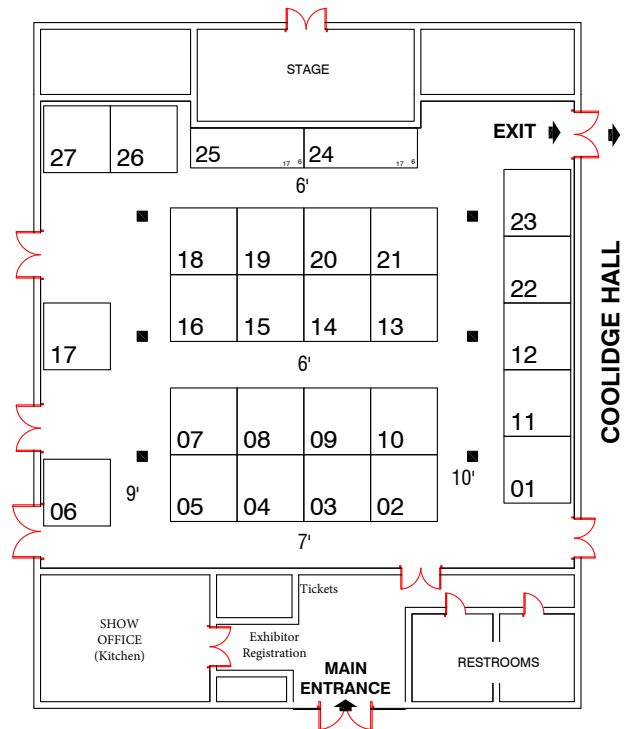 STAGE
EXIT
27 26 25 17 6 24 17 6
6'
23
18 19 20 21
22
16 15 14 13
17
12
6'
COOLIDGE HALL
11
07 08 09 10
01
06
9'
05 04 03 02
10'
7'
Tickets
SHOW
OFFICE
(Kitchen)
Exhibitor
Registration
RESTROOMS
MAIN
ENTRANCE